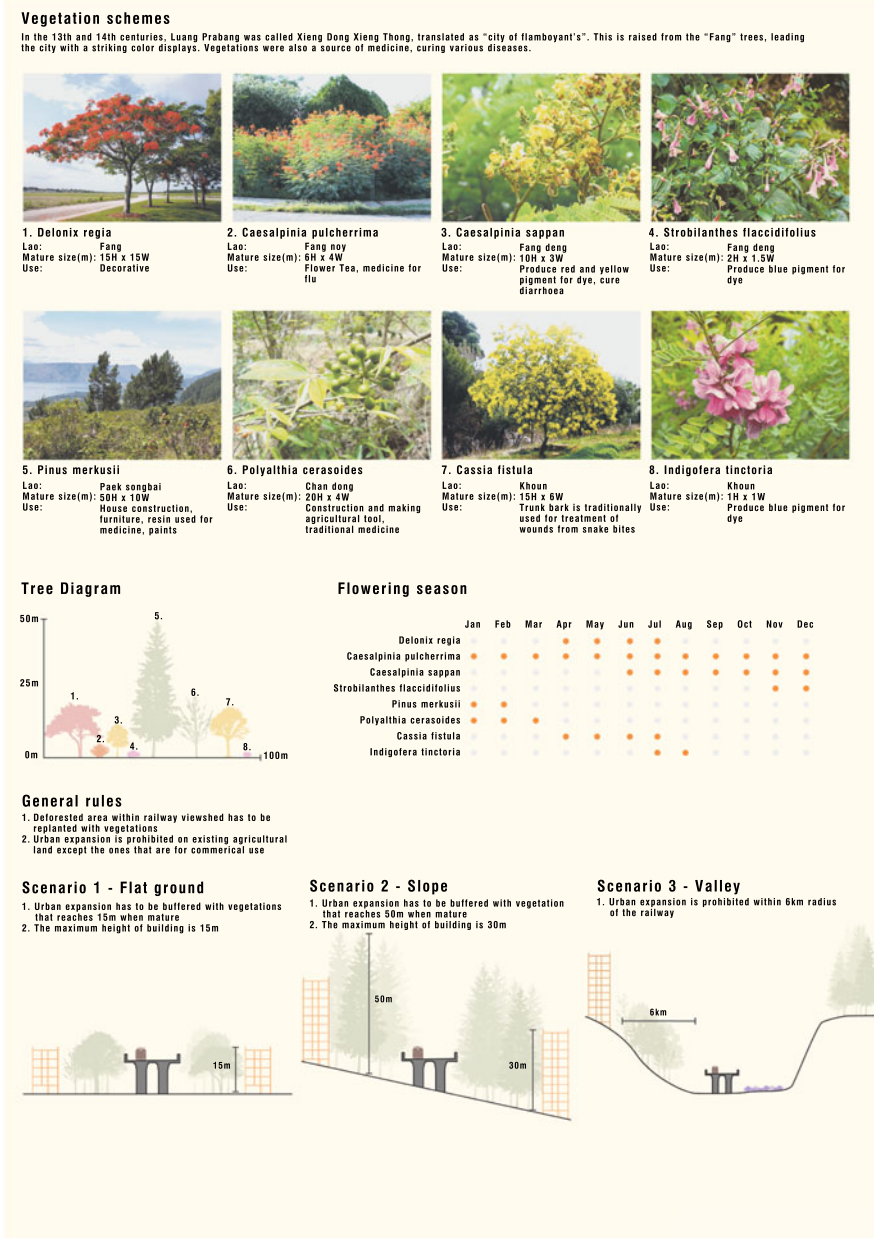 Vegetation schemes
In the 13th and 14th centuries, Luang Prabang was called Xieng Dong Xieng Thong, translated as "city of flamboyant's". This is raised from the "Fang" trees, leading
the city with a striking color displays. Vegetations were also a source of medicine, curing various diseases.
1. Delonix regia
Lao: Fang
Mature size(m): 15H x 15W
Use: Decorative
2. Caesalpinia pulcherrima
Lao: Fang noy
Mature size(m): 6H x 4W
Use: Flower Tea, medicine for
flu
3. Caesalpinia sappan
Lao: Fang deng
Mature size(m): 10H x 3W
Use: Produce red and yellow
pigment for dye, cure
diarrhoea
4. Strobilanthes flaccidifolius
Lao: Fang deng
Mature size(m): 2H x 1.5W
Use: Produce blue pigment for
dye
5. Pinus merkusii
Lao: Paek songbai
Mature size(m): 50H x 10W
Use: House construction,
furniture, resin used for
medicine, paints
6. Polyalthia cerasoides
Lao: Chan dong
Mature size(m): 20H x 4W
Use: Construction and making
agricultural tool,
traditional medicine
7. Cassia fistula
Lao: Khoun
Mature size(m): 15H x 6W
Use: Trunk bark is traditionally
used for treatment of
wounds from snake bites
8. Indigofera tinctoria
Lao: Khoun
Mature size(m): 1H x 1W
Use: Produce blue pigment for
dye
Tree Diagram
50m
25m
0m
100m
1.
2.
3.
4.
5.
6.
7.
8.
Flowering season
Jan Feb Mar Apr May Jun Jul Aug Sep Oct Nov Dec
Delonix regia
Caesalpinia pulcherrima
Caesalpinia sappan
Strobilanthes flaccidifolius
Pinus merkusii
Polyalthia cerasoides
Cassia fistula
Indigofera tinctoria
General rules
1. Deforested area within railway viewshed has to be
replanted with vegetations
2. Urban expansion is prohibited on existing agricultural
land except the ones that are for commerical use
Scenario 1 - Flat ground
1. Urban expansion has to be buffered with vegetations
that reaches 15m when mature
2. The maximum height of building is 15m
15m
Scenario 2 - Slope
1. Urban expansion has to be buffered with vegetation
that reaches 50m when mature
2. The maximum height of building is 30m
50m
30m
Scenario 3 - Valley
1. Urban expansion is prohibited within 6km radius
of the railway
6km